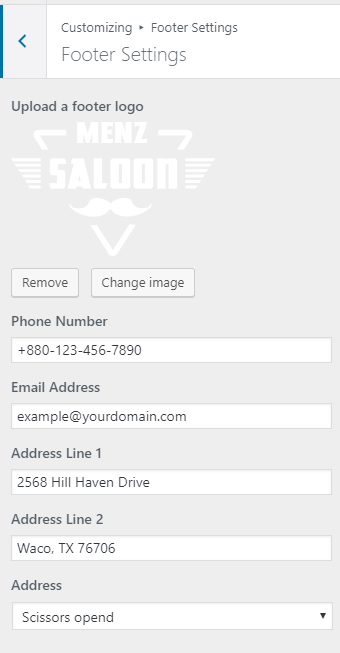 Customizing ▸ Footer Settings
Footer Settings
Upload a footer logo
MENZ
SALOON
Remove
Change image
Phone Number
+880-123-456-7890
Email Address
example@yourdomain.com
Address Line 1
2568 Hill Haven Drive
Address Line 2
Waco, TX 76706
Address
Scissors opend